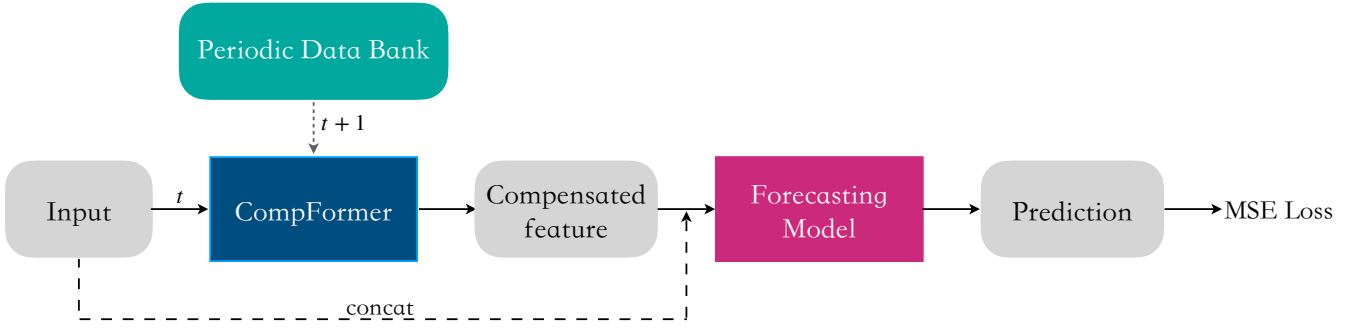 Periodic Data Bank
t + 1
Input
t
CompFormer
Compensated
feature
Forecasting
Model
Prediction
MSE Loss
concat